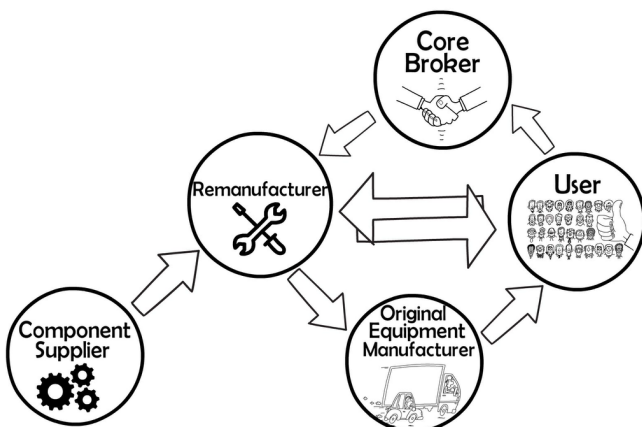 Core
Broker
Remanufacturer
User
Component
Supplier
Original
Equipment
Manufacturer